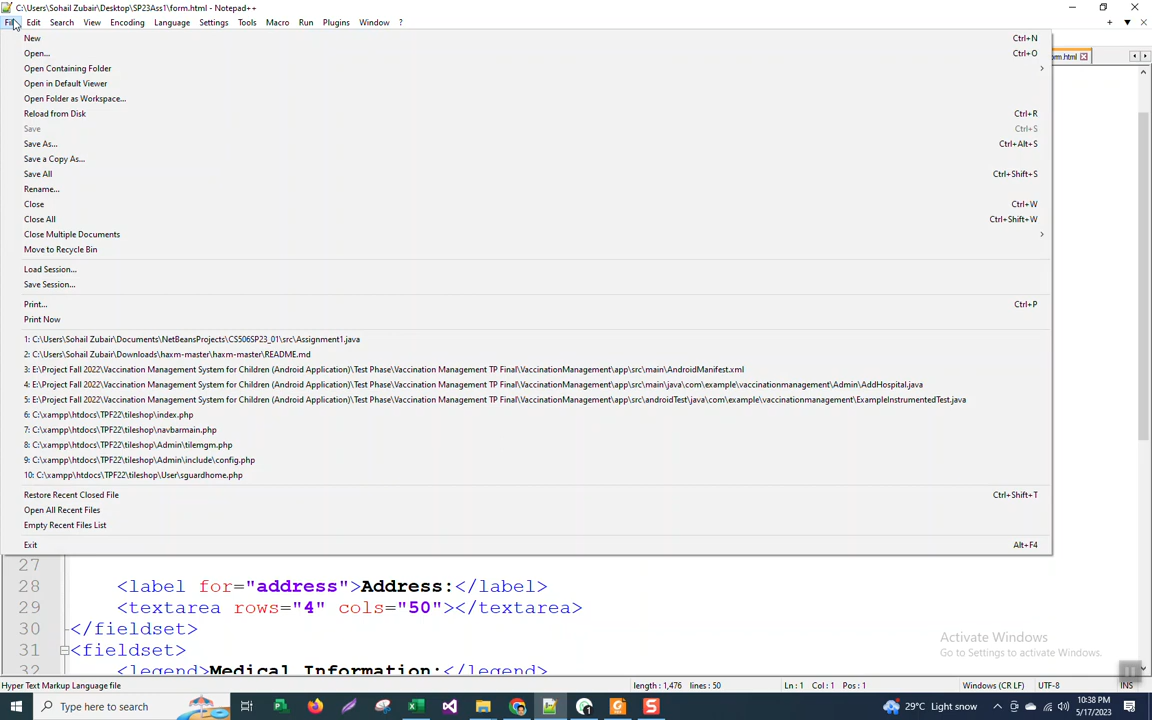 C:\Users\Sohail Zubair\Desktop\SP23Ass1\form.html - Notepad++
File Edit Search View Encoding Language Settings Tools Macro Run Plugins Window ?
New Ctrl+N
Open... Ctrl+O
orm.html
Open Containing Folder
Open in Default Viewer
Open Folder as Workspace...
Reload from Disk Ctrl+R
Save Ctrl+S
Save As... Ctrl+Alt+S
Save a Copy As...
Save All Ctrl+Shift+S
Rename...
Close Ctrl+W
Close All Ctrl+Shift+W
Close Multiple Documents
Move to Recycle Bin
Load Session...
Save Session...
Print... Ctrl+P
Print Now
1: C:\Users\Sohail Zubair\Documents\NetBeansProjects\CS506SP23_01\src\Assignment1.java
2: C:\Users\Sohail Zubair\Downloads\haxm-master\haxm-master\README.md
3: E:\Project Fall 2022\Vaccination Management System for Children (Android Application)\Test Phase\Vaccination Management TP Final\VaccinationManagement\app\src\main\AndroidManifest.xml
4: E:\Project Fall 2022\Vaccination Management System for Children (Android Application)\Test Phase\Vaccination Management TP Final\VaccinationManagement\app\src\main\java\com\example\vaccinationmanagement\Admin\AddHospital.java
5: E:\Project Fall 2022\Vaccination Management System for Children (Android Application)\Test Phase\Vaccination Management TP Final\VaccinationManagement\app\src\androidTest\java\com\example\vaccinationmanagement\ExampleInstrumentedTest.java
6: C:\xampp\htdocs\TPF22\tileshop\index.php
7: C:\xampp\htdocs\TPF22\tileshop\navbarmain.php
8: C:\xampp\htdocs\TPF22\tileshop\Admin\tilemgm.php
9: C:\xampp\htdocs\TPF22\tileshop\Admin\include\config.php
10: C:\xampp\htdocs\TPF22\tileshop\User\sguardhome.php
Restore Recent Closed File Ctrl+Shift+T
Open All Recent Files
Empty Recent Files List
Exit Alt+F4
27
28 <label for="address">Address:</label>
29 <textarea rows="4" cols="50"></textarea>
30 </fieldset>
31 <fieldset>
32 <legend>Medical Information:</legend>
Activate Windows
Go to Settings to activate Windows.
Hyper Text Markup Language file length : 1,476 lines : 50 Ln : 1 Col : 1 Pos : 1 Windows (CR LF) UTF-8 INS
Type here to search 29°C Light snow 10:38 PM
5/17/2023